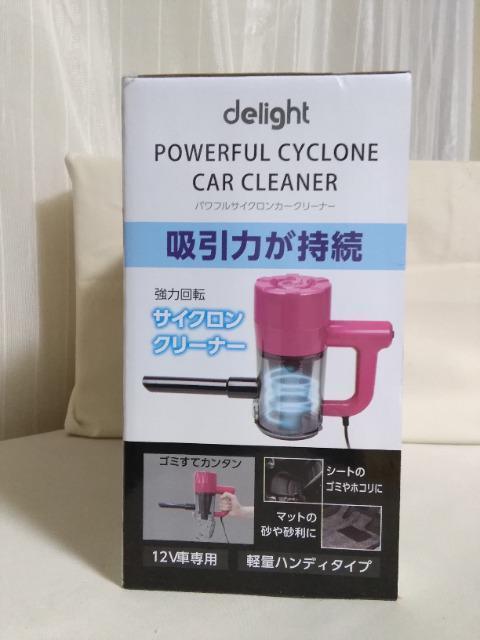 delight
POWERFUL CYCLONE
CAR CLEANER
パワフルサイクロンカークリーナー
吸引力が持続
強力回転
サイクロン
クリーナー
ゴミすてカンタン
シートの
ゴミやホコリに
マットの
砂や砂利に
12V車専用
軽量ハンディタイプ